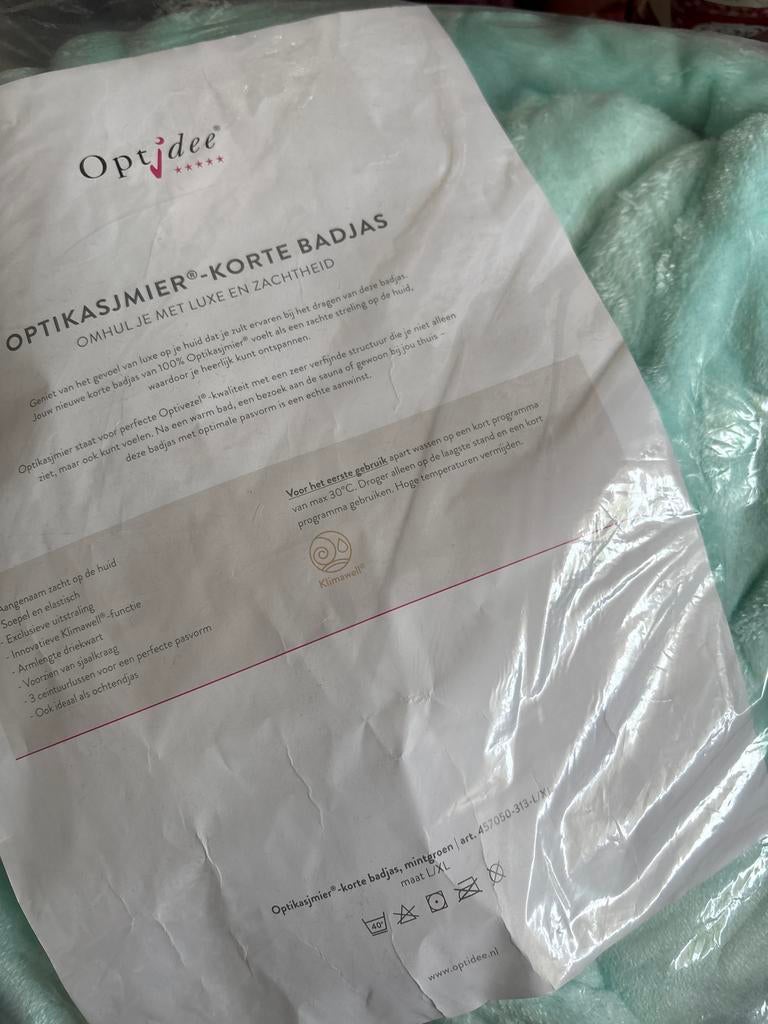 Optidee®
OPTIKASJMIER®-KORTE BADJAS
OMHUL JE MET LUXE EN ZACHTHEID
Geniet van het gevoel van luxe op je huid dat je zult ervaren bij het dragen van deze badjas.
Jouw nieuwe korte badjas van 100% Optikasjmier® voelt als een zachte streling op de huid,
waardoor je heerlijk kunt ontspannen.
Optikasjmier staat voor perfecte Optivezel®-kwaliteit met een zeer verfijnde structuur die je niet alleen
ziet, maar ook kunt voelen. Na een warm bad, een bezoek aan de sauna of gewoon bij jou thuis –
deze badjas met optimale pasvorm is een echte aanwinst.
Voor het eerste gebruik apart wassen op een kort programma
van max 30°C. Droger alleen op de laagste stand en een kort
programma gebruiken. Hoge temperaturen vermijden.
Klimawell®
Aangenaam zacht op de huid
Soepel en elastisch
- Exclusieve uitstraling
- Innovatieve Klimawell®-functie
- Armlengte driekwart
- Voorzien van sjaalkraag
- 3 ceintuurlussen voor een perfecte pasvorm
- Ook ideaal als ochtendjas
Optikasjmier®-korte badjas, mintgroen | art. 457050-313-L/XL
maat L/XL
40°
www.optidee.nl